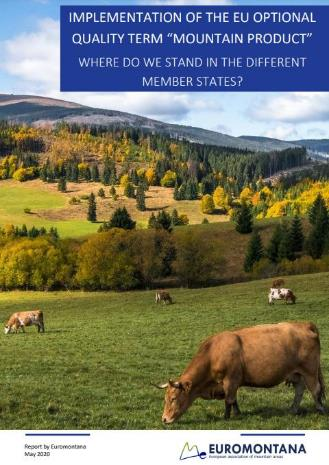 IMPLEMENTATION OF THE EU OPTIONAL
QUALITY TERM “MOUNTAIN PRODUCT”
WHERE DO WE STAND IN THE DIFFERENT
MEMBER STATES?
Report by Euromontana
May 2020
EUROMONTANA
European association of mountain areas